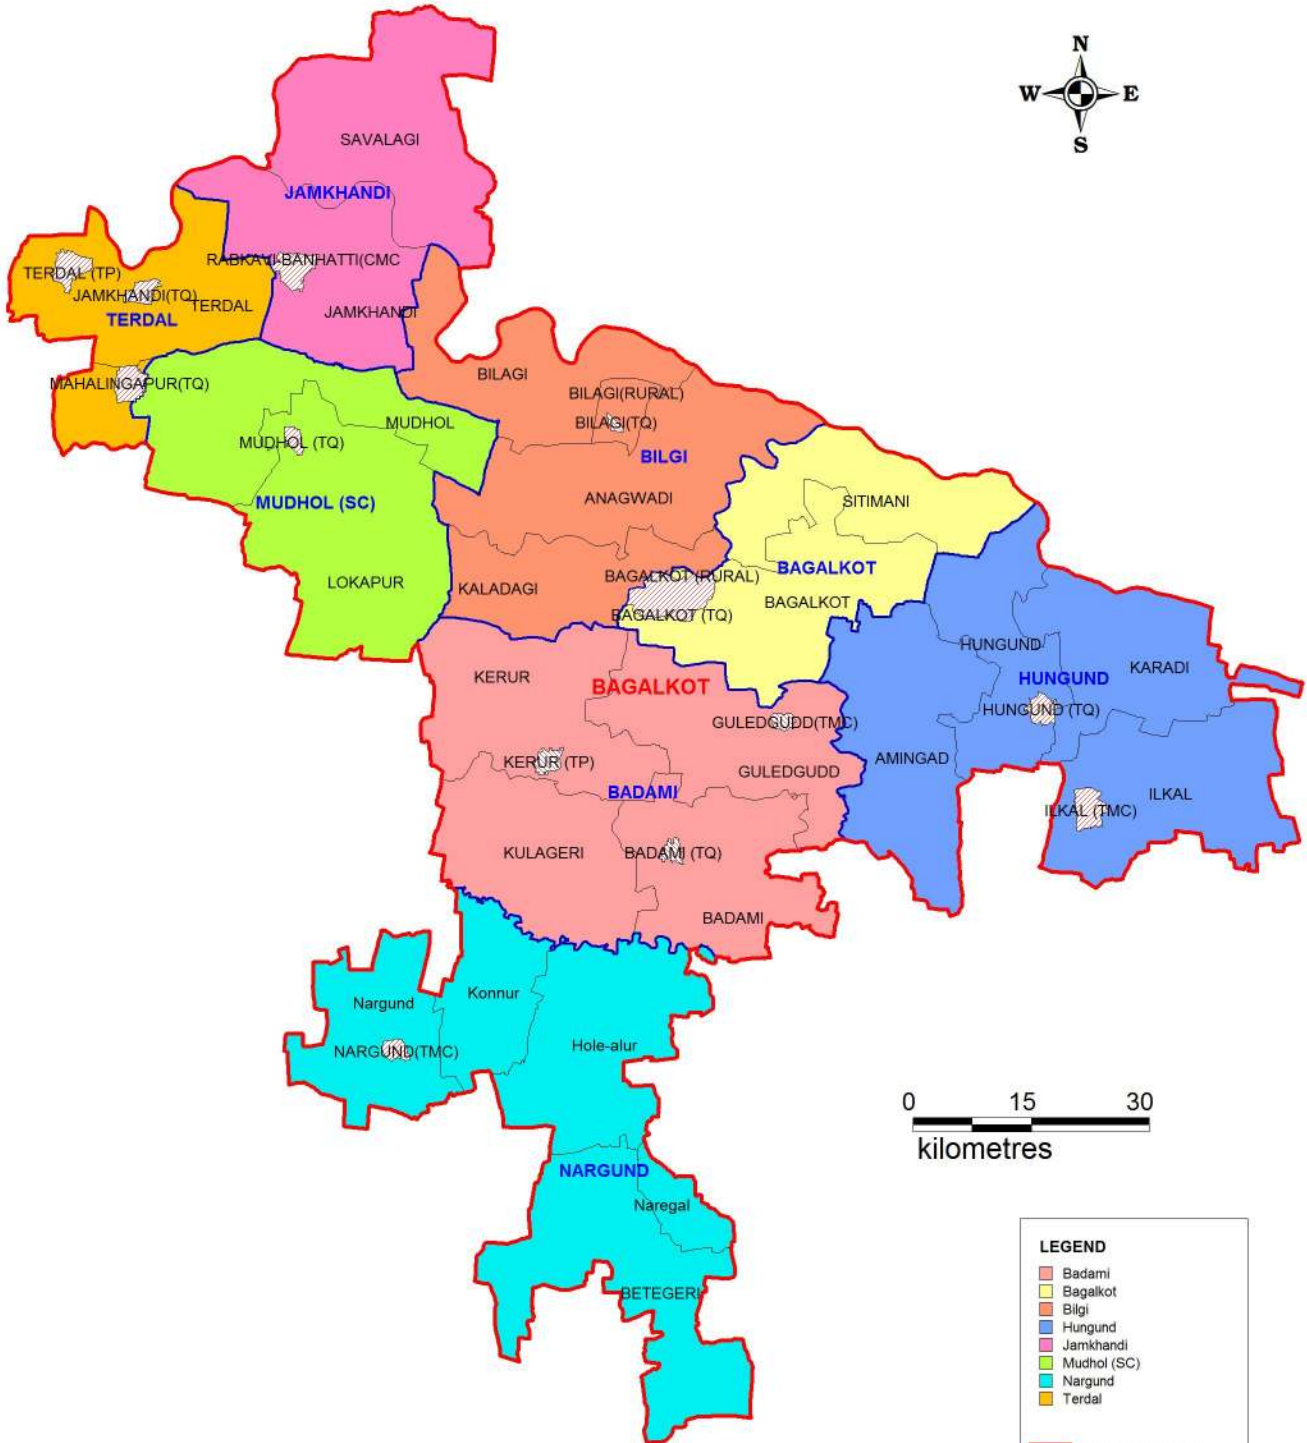 N
W E
S
SAVALAGI
JAMKHANDI
RABKAVI-BANHATTI(CMC
TERDAL (TP)
JAMKHANDI(TQ)
TERDAL
JAMKHANDI
TERDAL
BILAGI
MAHALINGAPUR(TQ)
BILAGI(RURAL)
MUDHOL
BILAGI(TQ)
MUDHOL (TQ)
BILGI
ANAGWADI
SITIMANI
MUDHOL (SC)
BAGALKOT
BAGALKOT (RURAL)
LOKAPUR
KALADAGI
BAGALKOT
BAGALKOT (TQ)
HUNGUND
KARADI
KERUR
HUNGUND
BAGALKOT
HUNGUND (TQ)
GULEDGUDD(TMC)
AMINGAD
KERUR (TP)
GULEDGUDD
BADAMI
ILKAL
ILKAL (TMC)
KULAGERI
BADAMI (TQ)
BADAMI
Konnur
Nargund
Hole-alur
NARGUND(TMC)
0 15 30
kilometres
NARGUND
Naregal
BETEGERI
LEGEND
Badami
Bagalkot
Bilgi
Hungund
Jamkhandi
Mudhol (SC)
Nargund
Terdal